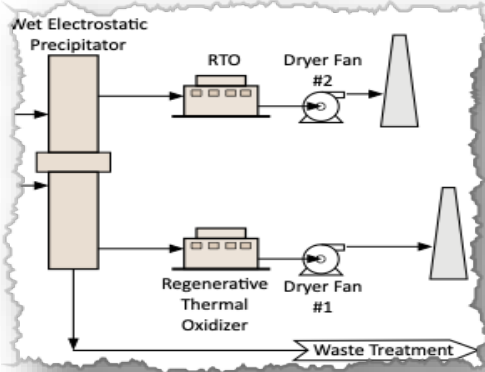 Wet Electrostatic
Precipitator
RTO
Dryer Fan
#2
Regenerative
Thermal
Oxidizer
Dryer Fan
#1
Waste Treatment